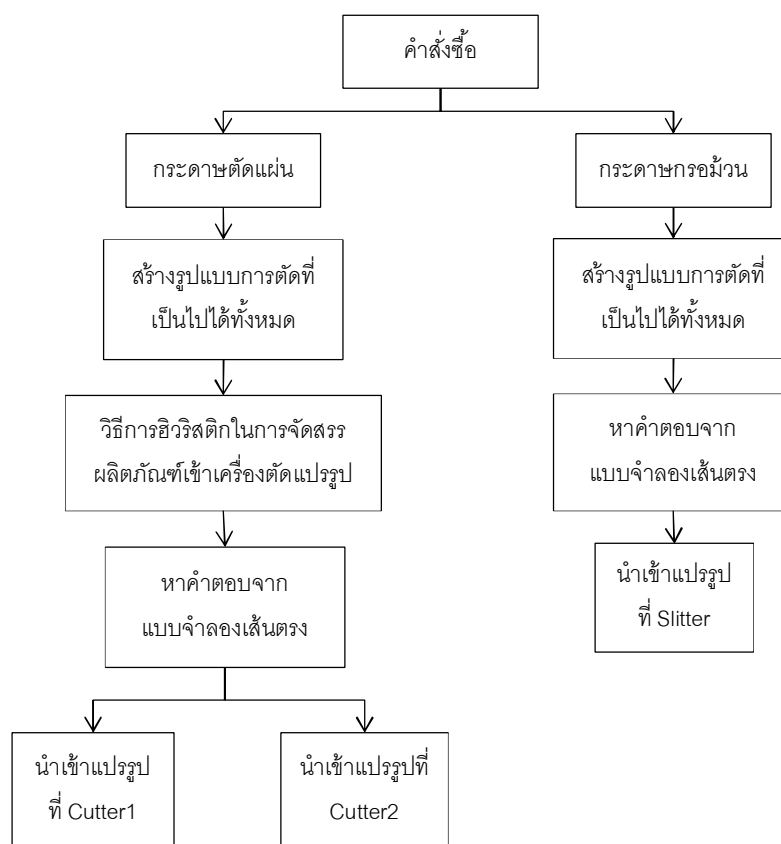 คำสั่งซื้อ
กระดาษตัดแผ่น
กระดาษกรอม้วน
สร้างรูปแบบการตัดที่
เป็นไปได้ทั้งหมด
สร้างรูปแบบการตัดที่
เป็นไปได้ทั้งหมด
วิธีการฮิวริสติกในการจัดสรร
ผลิตภัณฑ์เข้าเครื่องตัดแปรรูป
หาคำตอบจาก
แบบจำลองเส้นตรง
หาคำตอบจาก
แบบจำลองเส้นตรง
นำเข้าแปรรูป
ที่ Slitter
นำเข้าแปรรูป
ที่ Cutter1
นำเข้าแปรรูปที่
Cutter2